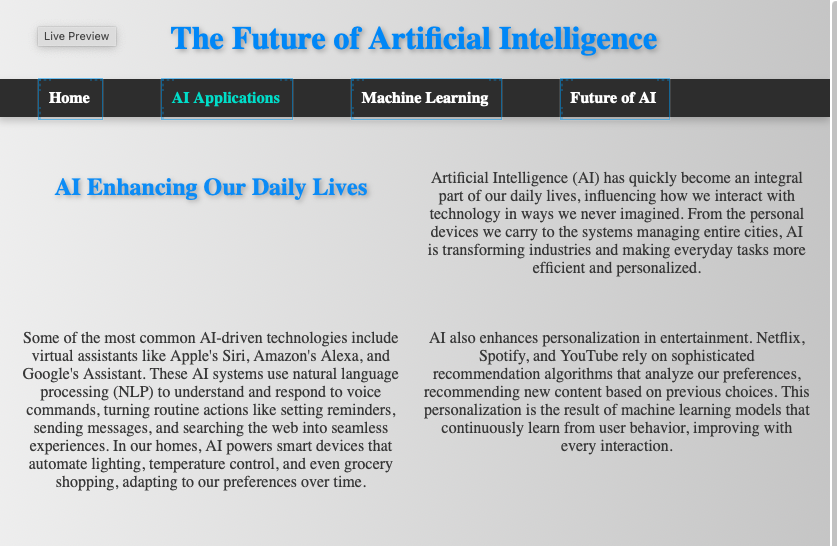 Live Preview
The Future of Artificial Intelligence
Home
AI Applications
Machine Learning
Future of AI
AI Enhancing Our Daily Lives
Artificial Intelligence (AI) has quickly become an integral
part of our daily lives, influencing how we interact with
technology in ways we never imagined. From the personal
devices we carry to the systems managing entire cities, AI
is transforming industries and making everyday tasks more
efficient and personalized.
Some of the most common AI-driven technologies include
virtual assistants like Apple's Siri, Amazon's Alexa, and
Google's Assistant. These AI systems use natural language
processing (NLP) to understand and respond to voice
commands, turning routine actions like setting reminders,
sending messages, and searching the web into seamless
experiences. In our homes, AI powers smart devices that
automate lighting, temperature control, and even grocery
shopping, adapting to our preferences over time.
AI also enhances personalization in entertainment. Netflix,
Spotify, and YouTube rely on sophisticated
recommendation algorithms that analyze our preferences,
recommending new content based on previous choices. This
personalization is the result of machine learning models that
continuously learn from user behavior, improving with
every interaction.